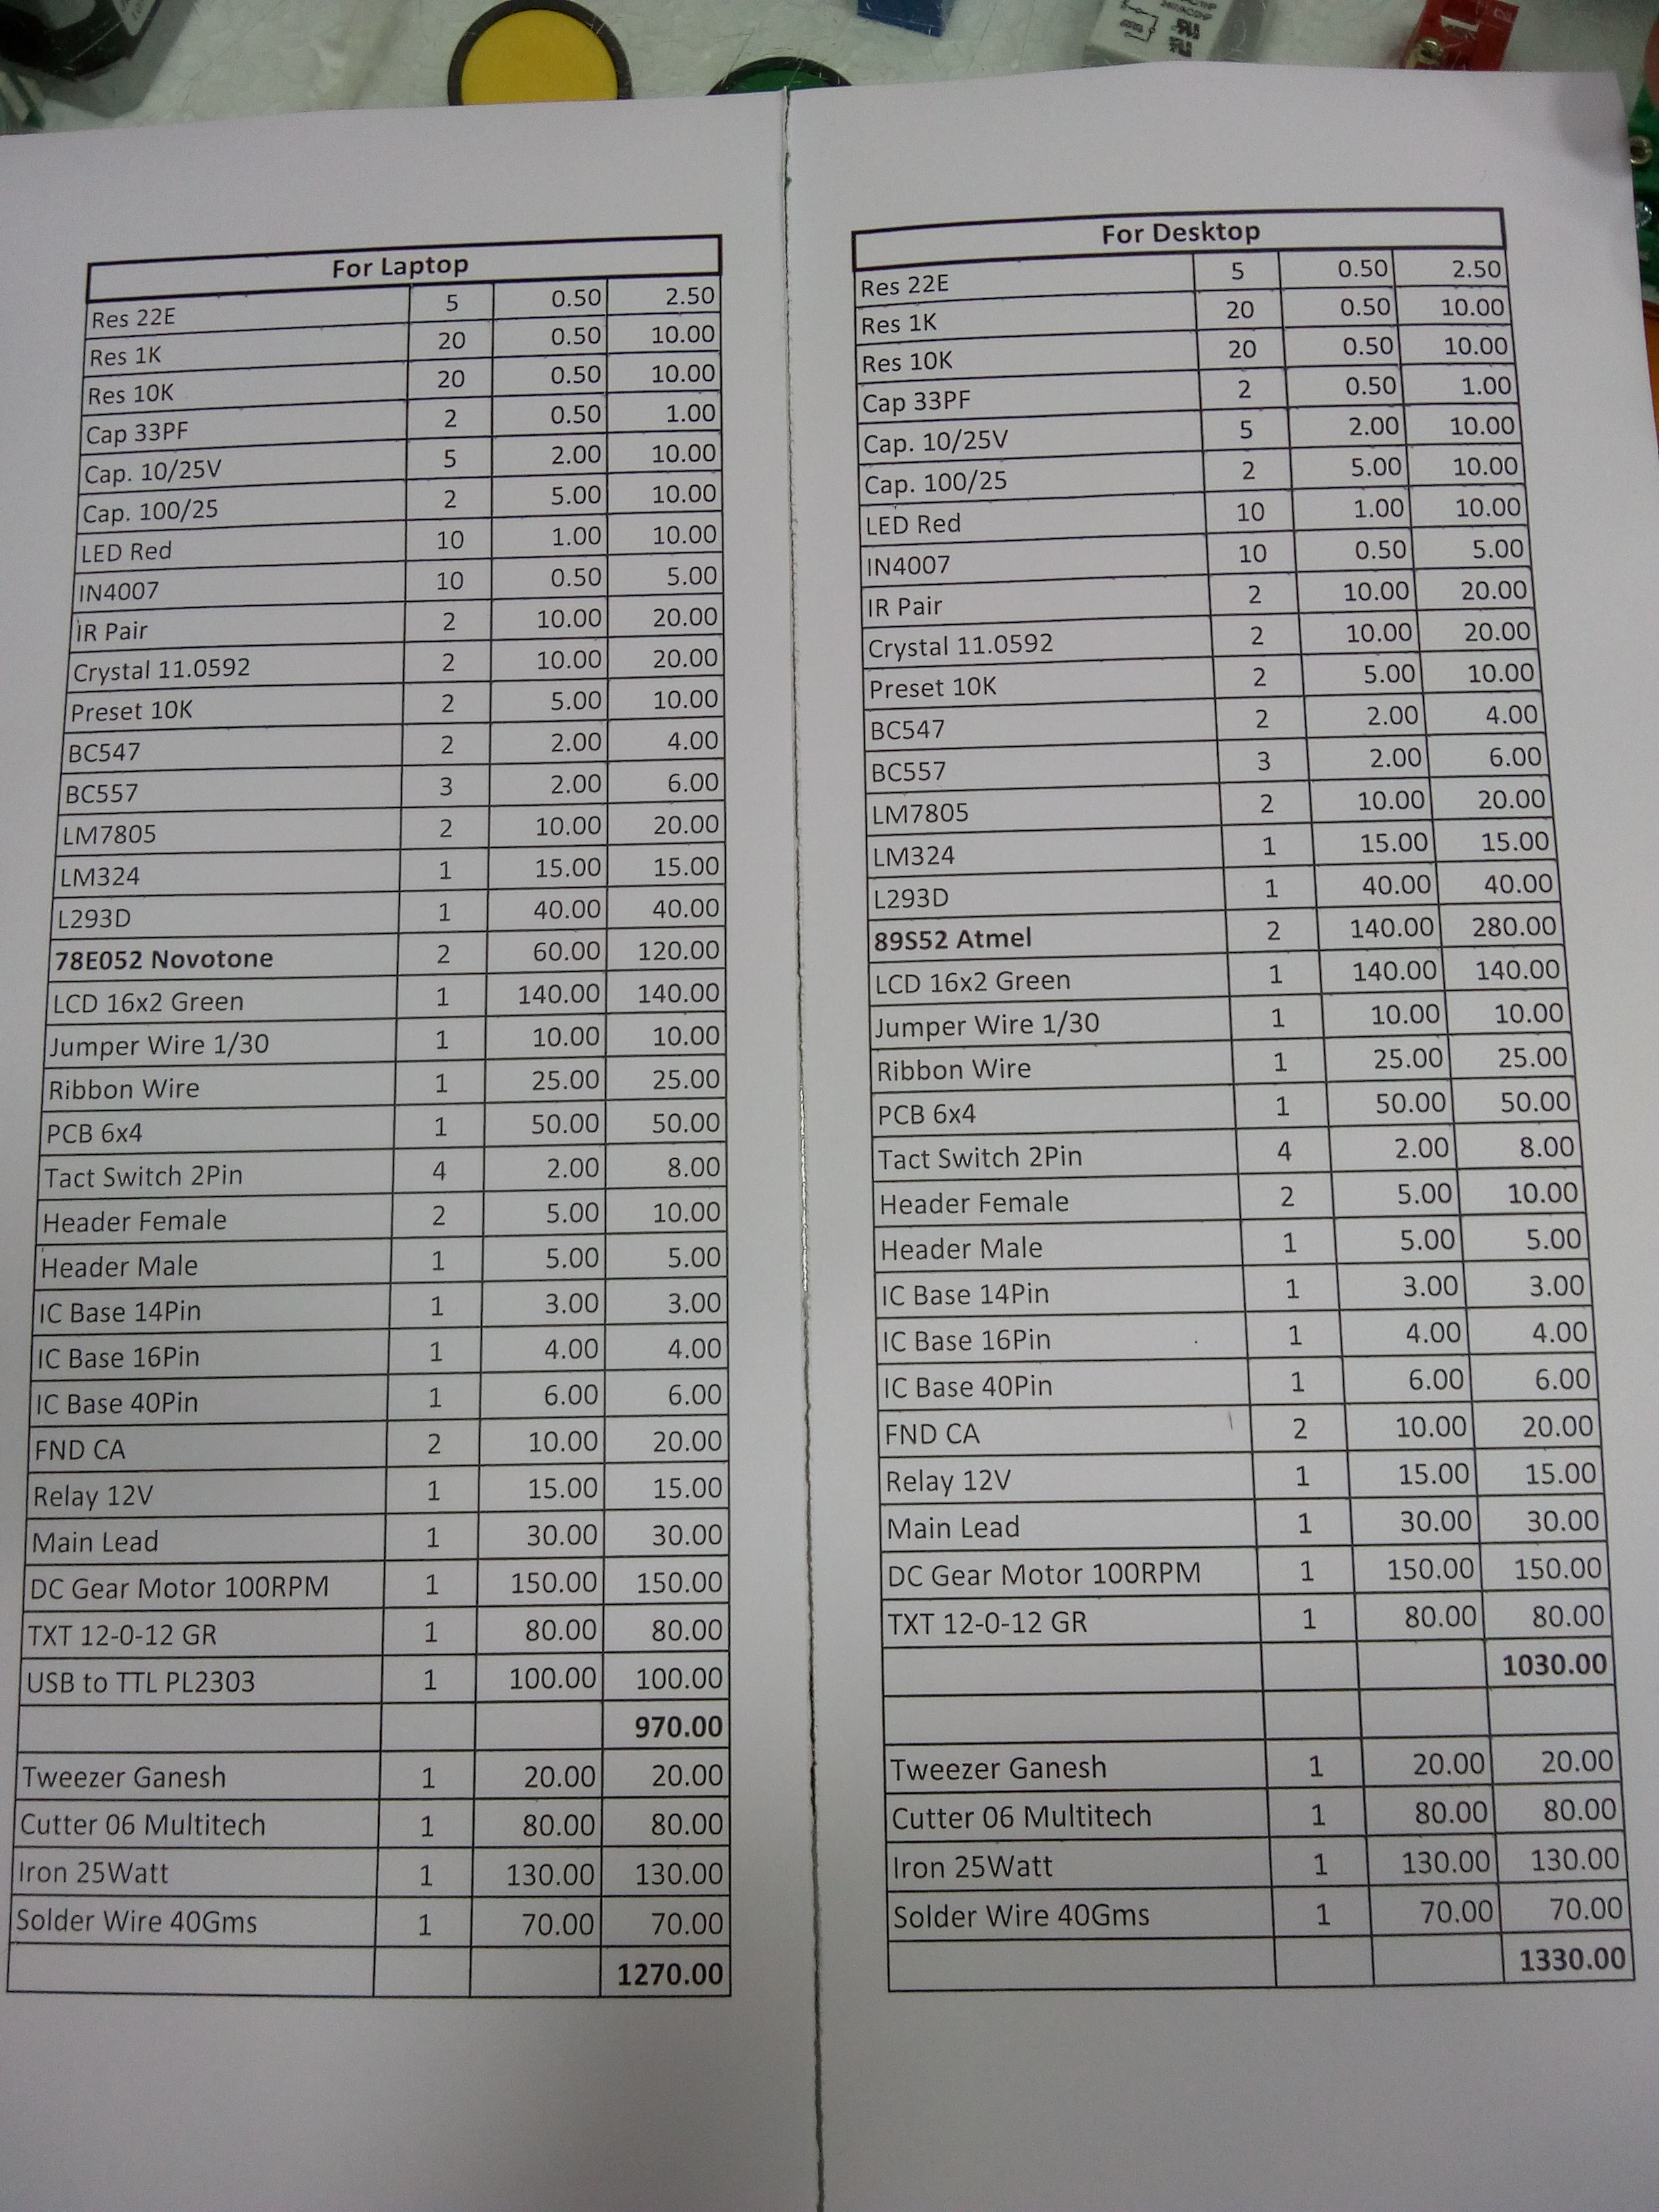 For Laptop
Res 22E 5 0.50 2.50
Res 1K 20 0.50 10.00
Res 10K 20 0.50 10.00
Cap 33PF 2 0.50 1.00
Cap. 10/25V 5 2.00 10.00
Cap. 100/25 2 5.00 10.00
LED Red 10 1.00 10.00
IN4007 10 0.50 5.00
IR Pair 2 10.00 20.00
Crystal 11.0592 2 10.00 20.00
Preset 10K 2 5.00 10.00
BC547 2 2.00 4.00
BC557 3 2.00 6.00
LM7805 2 10.00 20.00
LM324 1 15.00 15.00
L293D 1 40.00 40.00
78E052 Novotone 2 60.00 120.00
LCD 16x2 Green 1 140.00 140.00
Jumper Wire 1/30 1 10.00 10.00
Ribbon Wire 1 25.00 25.00
PCB 6x4 1 50.00 50.00
Tact Switch 2Pin 4 2.00 8.00
Header Female 2 5.00 10.00
Header Male 1 5.00 5.00
IC Base 14Pin 1 3.00 3.00
IC Base 16Pin 1 4.00 4.00
IC Base 40Pin 1 6.00 6.00
FND CA 2 10.00 20.00
Relay 12V 1 15.00 15.00
Main Lead 1 30.00 30.00
DC Gear Motor 100RPM 1 150.00 150.00
TXT 12-0-12 GR 1 80.00 80.00
USB to TTL PL2303 1 100.00 100.00
970.00
Tweezer Ganesh 1 20.00 20.00
Cutter 06 Multitech 1 80.00 80.00
Iron 25Watt 1 130.00 130.00
Solder Wire 40Gms 1 70.00 70.00
1270.00
For Desktop
Res 22E 5 0.50 2.50
Res 1K 20 0.50 10.00
Res 10K 20 0.50 10.00
Cap 33PF 2 0.50 1.00
Cap. 10/25V 5 2.00 10.00
Cap. 100/25 2 5.00 10.00
LED Red 10 1.00 10.00
IN4007 10 0.50 5.00
IR Pair 2 10.00 20.00
Crystal 11.0592 2 10.00 20.00
Preset 10K 2 5.00 10.00
BC547 2 2.00 4.00
BC557 3 2.00 6.00
LM7805 2 10.00 20.00
LM324 1 15.00 15.00
L293D 1 40.00 40.00
89S52 Atmel 2 140.00 280.00
LCD 16x2 Green 1 140.00 140.00
Jumper Wire 1/30 1 10.00 10.00
Ribbon Wire 1 25.00 25.00
PCB 6x4 1 50.00 50.00
Tact Switch 2Pin 4 2.00 8.00
Header Female 2 5.00 10.00
Header Male 1 5.00 5.00
IC Base 14Pin 1 3.00 3.00
IC Base 16Pin 1 4.00 4.00
IC Base 40Pin 1 6.00 6.00
FND CA 2 10.00 20.00
Relay 12V 1 15.00 15.00
Main Lead 1 30.00 30.00
DC Gear Motor 100RPM 1 150.00 150.00
TXT 12-0-12 GR 1 80.00 80.00
1030.00
Tweezer Ganesh 1 20.00 20.00
Cutter 06 Multitech 1 80.00 80.00
Iron 25Watt 1 130.00 130.00
Solder Wire 40Gms 1 70.00 70.00
1330.00